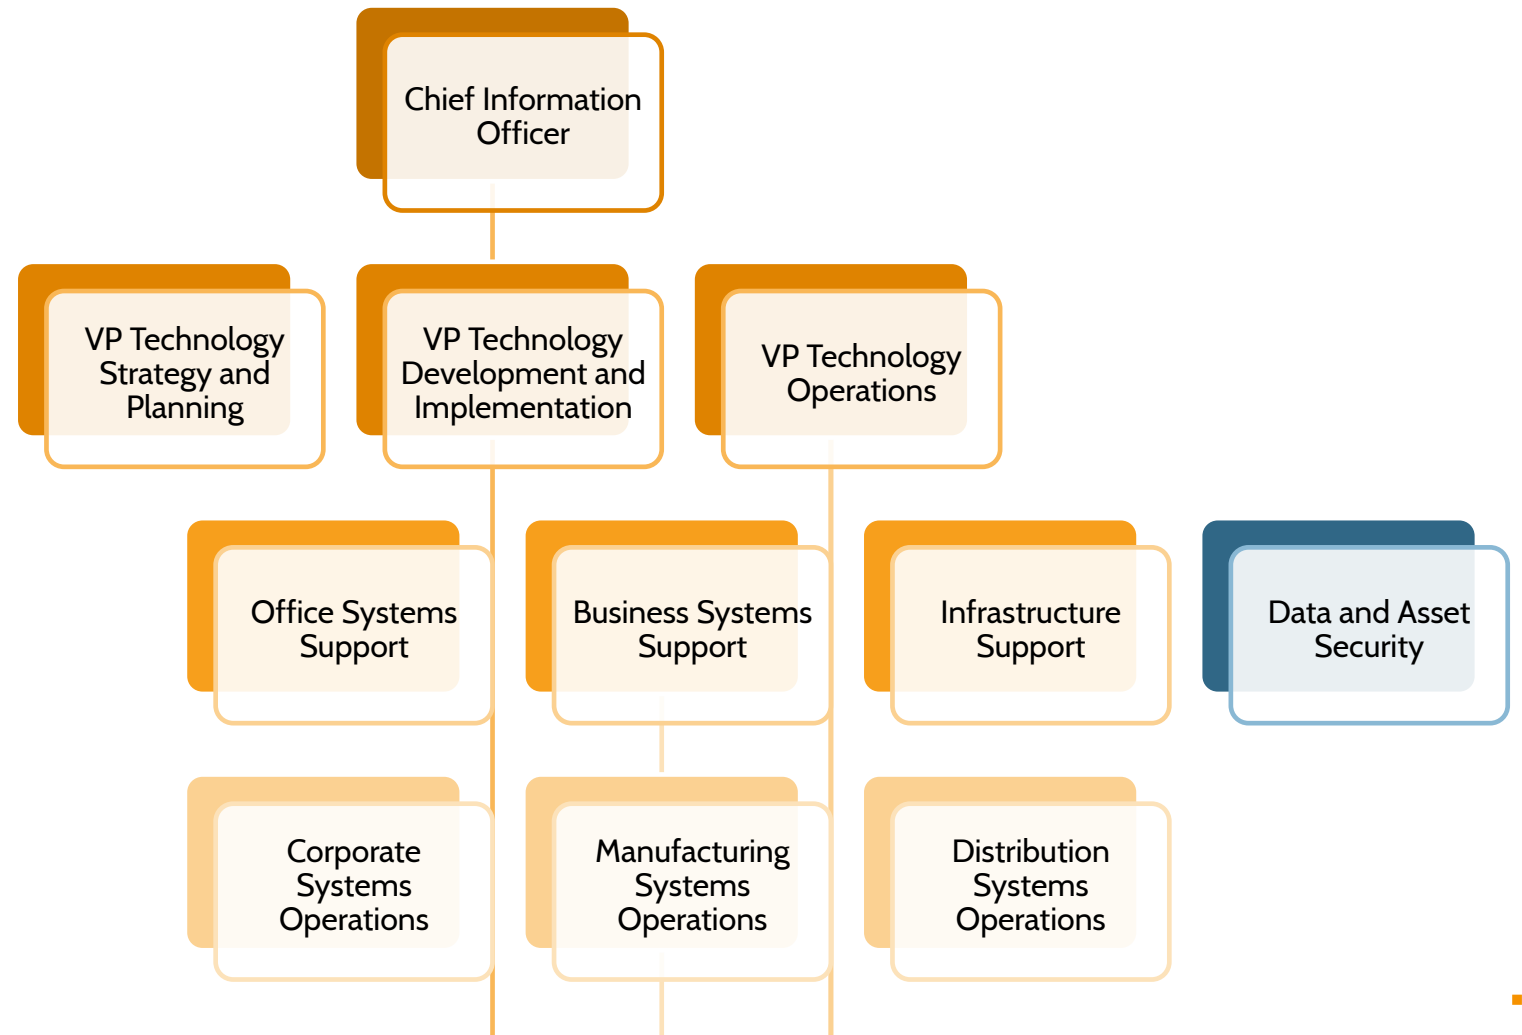 Chief Information
Officer
VP Technology
Strategy and
Planning
VP Technology
Development and
Implementation
VP Technology
Operations
Office Systems
Support
Business Systems
Support
Infrastructure
Support
Data and Asset
Security
Corporate
Systems
Operations
Manufacturing
Systems
Operations
Distribution
Systems
Operations